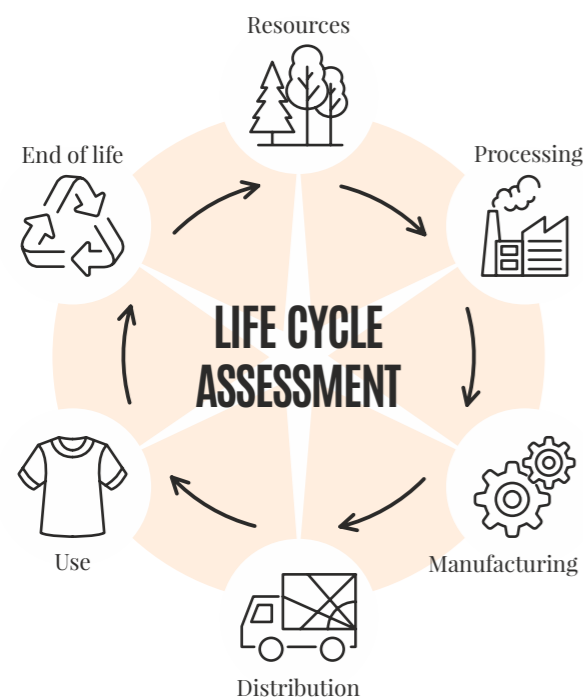 Resources
Processing
Manufacturing
Distribution
Use
End of life
LIFE CYCLE
ASSESSMENT